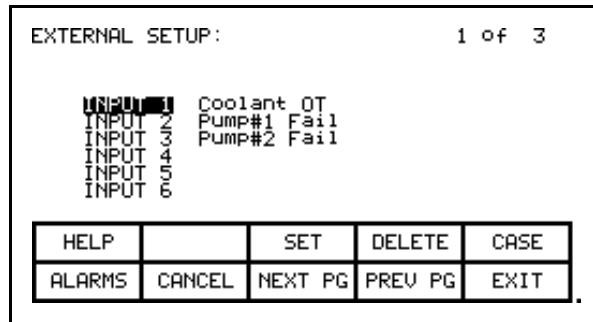 EXTERNAL SETUP: 1 of 3
INPUT 1 Coolant OT
INPUT 2 Pump#1 Fail
INPUT 3 Pump#2 Fail
INPUT 4
INPUT 5
INPUT 6
HELP SET DELETE CASE
ALARMS CANCEL NEXT PG PREV PG EXIT
.